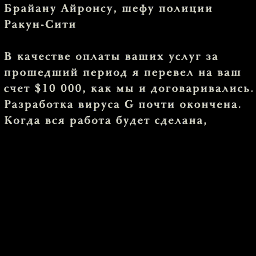 Брайану Айронсу, шефу полиции
Ракун-Сити
В качестве оплаты ваших услуг за
прошедший период я перевел на ваш
счет $10 000, как мы и договаривались.
Разработка вируса G почти окончена.
Когда вся работа будет сделана,